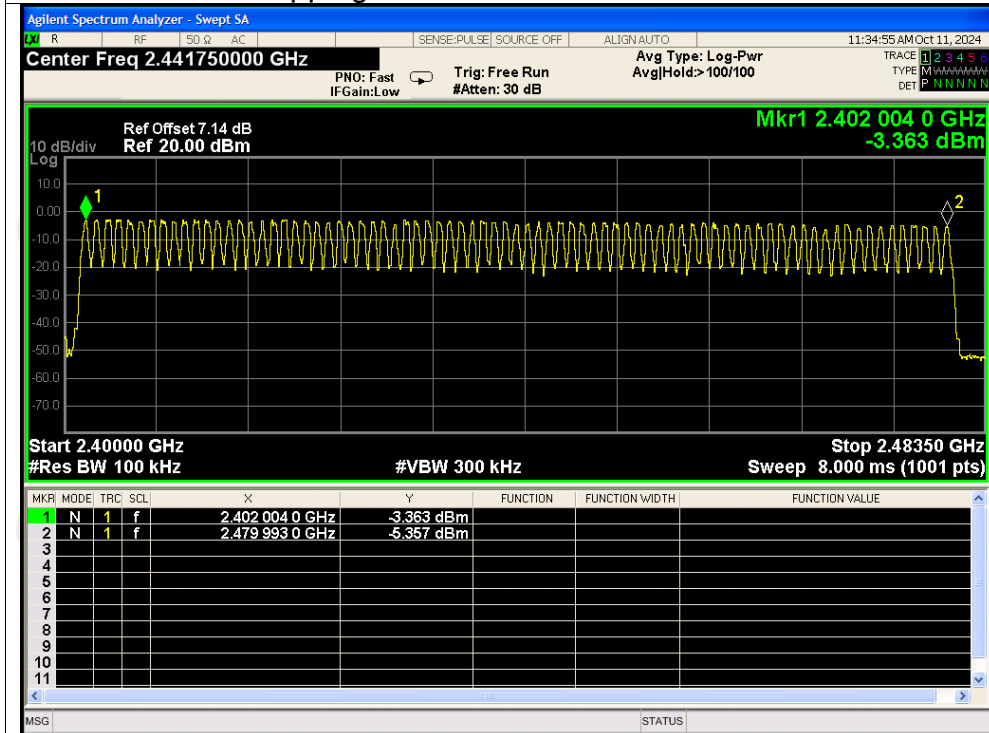 Agilent Spectrum Analyzer - Swept SA
LXI R RF 50 Ω AC SENSE:PULSE SOURCE OFF ALIGN AUTO 11:34:55 AM Oct 11, 2024
Center Freq 2.441750000 GHz
PNO: Fast
IFGain:Low
Trig: Free Run
#Atten: 30 dB
Avg Type: Log-Pwr
Avg|Hold:>100/100
TRACE 1 2 3 4 5 6
TYPE M
DET P N N N N N
Mkr1 2.402 004 0 GHz
-3.363 dBm
Ref Offset 7.14 dB
10 dB/div Ref 20.00 dBm
Log
10.0
0.00
-10.0
-20.0
-30.0
-40.0
-50.0
-60.0
-70.0
1
2
Start 2.40000 GHz Stop 2.48350 GHz
#Res BW 100 kHz #VBW 300 kHz Sweep 8.000 ms (1001 pts)
MKR MODE TRC SCL X Y FUNCTION FUNCTION WIDTH FUNCTION VALUE
1 N 1 f 2.402 004 0 GHz -3.363 dBm
2 N 1 f 2.479 993 0 GHz -5.357 dBm
3
4
5
6
7
8
9
10
11
MSG STATUS